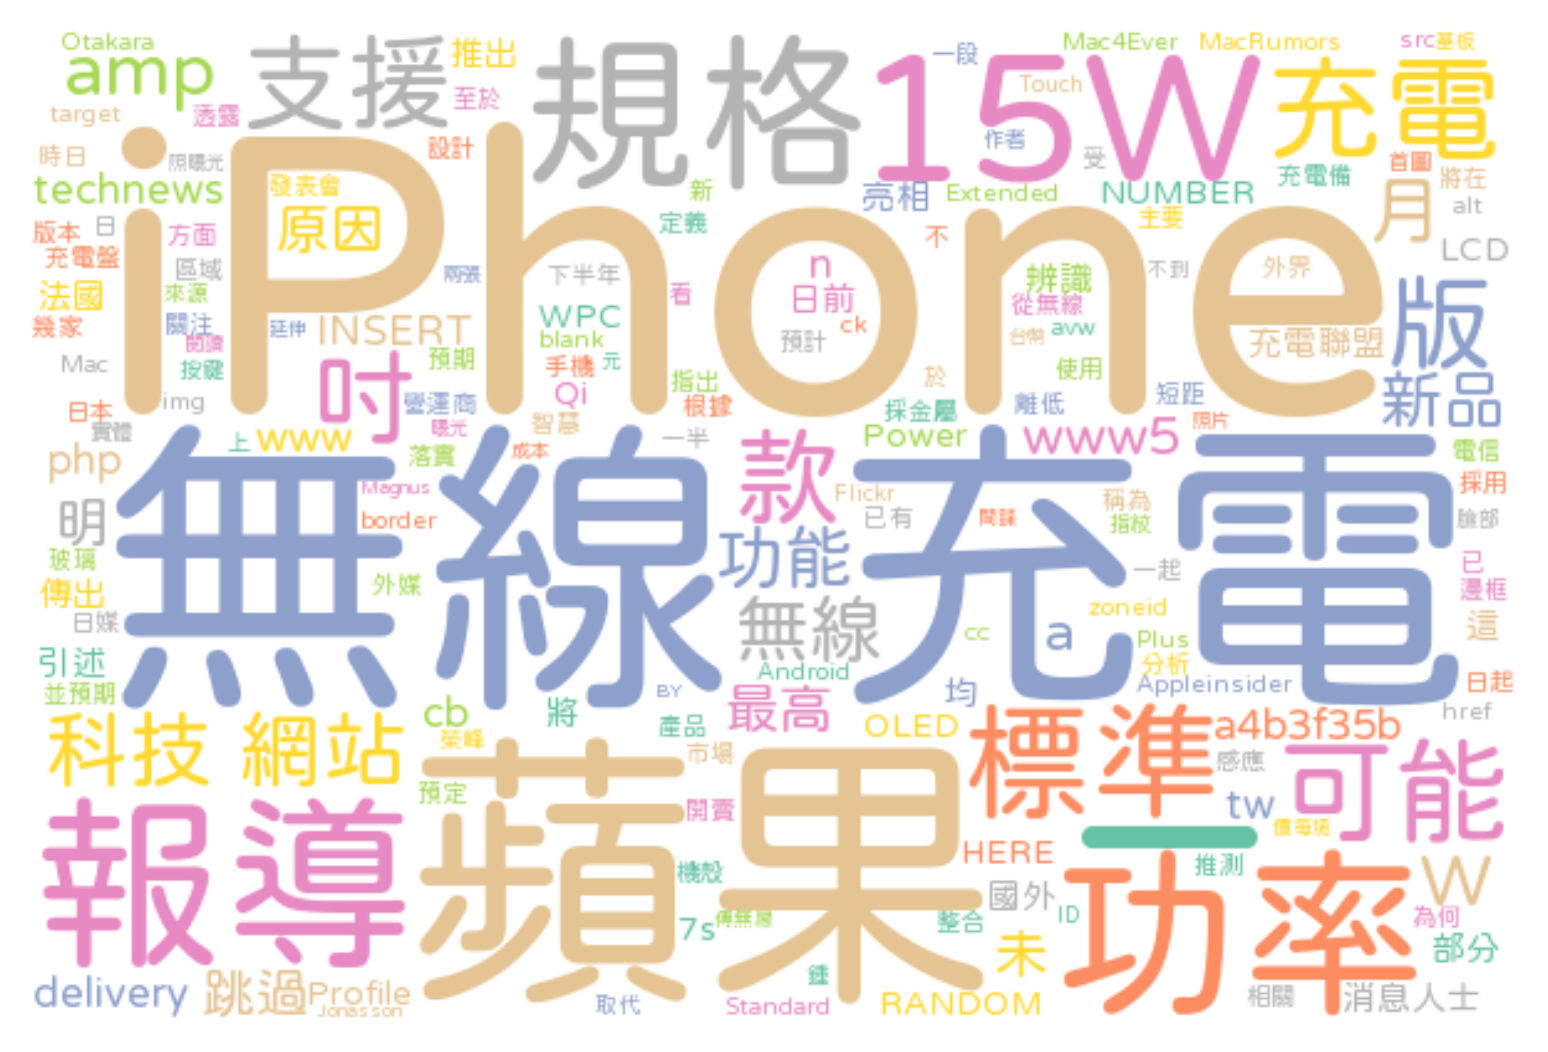 Otakara
amp
支援
推出
規格
一段
15W
Mac4Ever
MacRumors
src
基板
充電
target
透露
至於
Touch
時日
照曝光
設計
作者
受
首圖
technews
發表會
iPhone
新
亮相
Extended
NUMBER
充電備
月
將在
alt
版本
日
方面
原因
定義
不
主要
LCD
充電盤
區域
兩張
下半年
看
n
日前
辨識
不到
外界
版
法國
來源
從無線
幾家
關注
延伸
INSERT
WPC
預計
ck
台幣
avw
充電聯盟
閱讀
blank
Mac
按鍵
吋
預期
手機
元
指出
於
使用
新品
img
營運商
Qi
根據
採金屬
離低
短距
日本
實體
上
www
曝光
智慧
一半
款
Power
www5
照片
電信
php
落實
成本
Magnus
Flickr
稱為
採用
明
無線充電
border
已有
間諜
指紋
臉部
玻璃
功能
一起
已
傳出
外媒
邊框
日媒
無線
cc
a
zoneid
Plus
這
引述
Android
分析
並預期
BY
Appleinsider
日起
科技
網站
cb
將
最高
均
href
榮峰
產品
OLED
標準
a4b3f35b
蘋果
市場
感應
可能
預定
開賣
tw
報導
一
價每塊
HERE
機殼
推測
功率
W
國外
ID
為何
7s
傳無線
整合
未
部分
delivery
跳過
Profile
Jonasson
取代
鍾
Standard
RANDOM
相關
消息人士